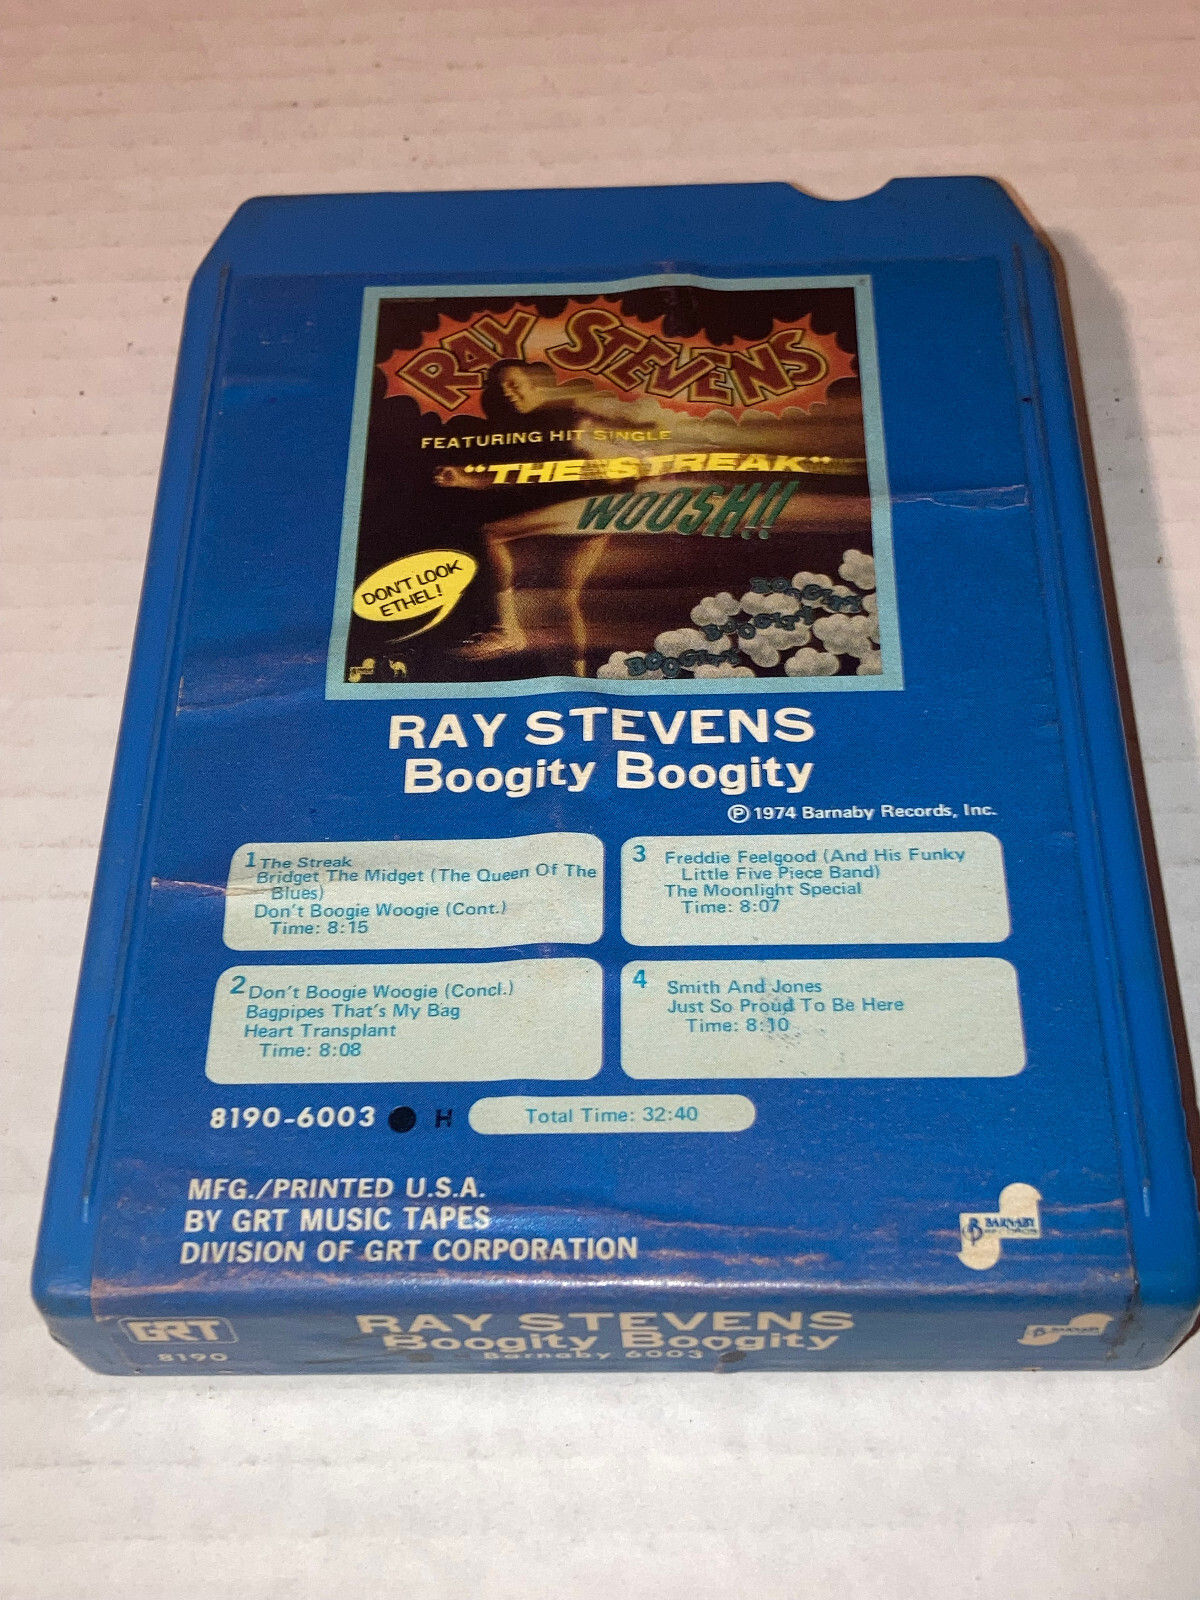 RAY STEVENS
FEATURING HIT SINGLE
"THE STREAK"
WOOSH!!
DON'T LOOK
ETHEL!
BOOGITY
BOOGITY
BOOGITY
RAY STEVENS
Boogity Boogity
℗ 1974 Barnaby Records, Inc.
1 The Streak
Bridget The Midget (The Queen Of The
Blues)
Don't Boogie Woogie (Cont.)
Time: 8:15
2 Don't Boogie Woogie (Concl.)
Bagpipes That's My Bag
Heart Transplant
Time: 8:08
3 Freddie Feelgood (And His Funky
Little Five Piece Band)
The Moonlight Special
Time: 8:07
4 Smith And Jones
Just So Proud To Be Here
Time: 8:10
8190-6003 H
Total Time: 32:40
MFG./PRINTED U.S.A.
BY GRT MUSIC TAPES
DIVISION OF GRT CORPORATION
B BARNABY
RECORDS
GRT
8190
RAY STEVENS
Boogity Boogity
Barnaby 6003